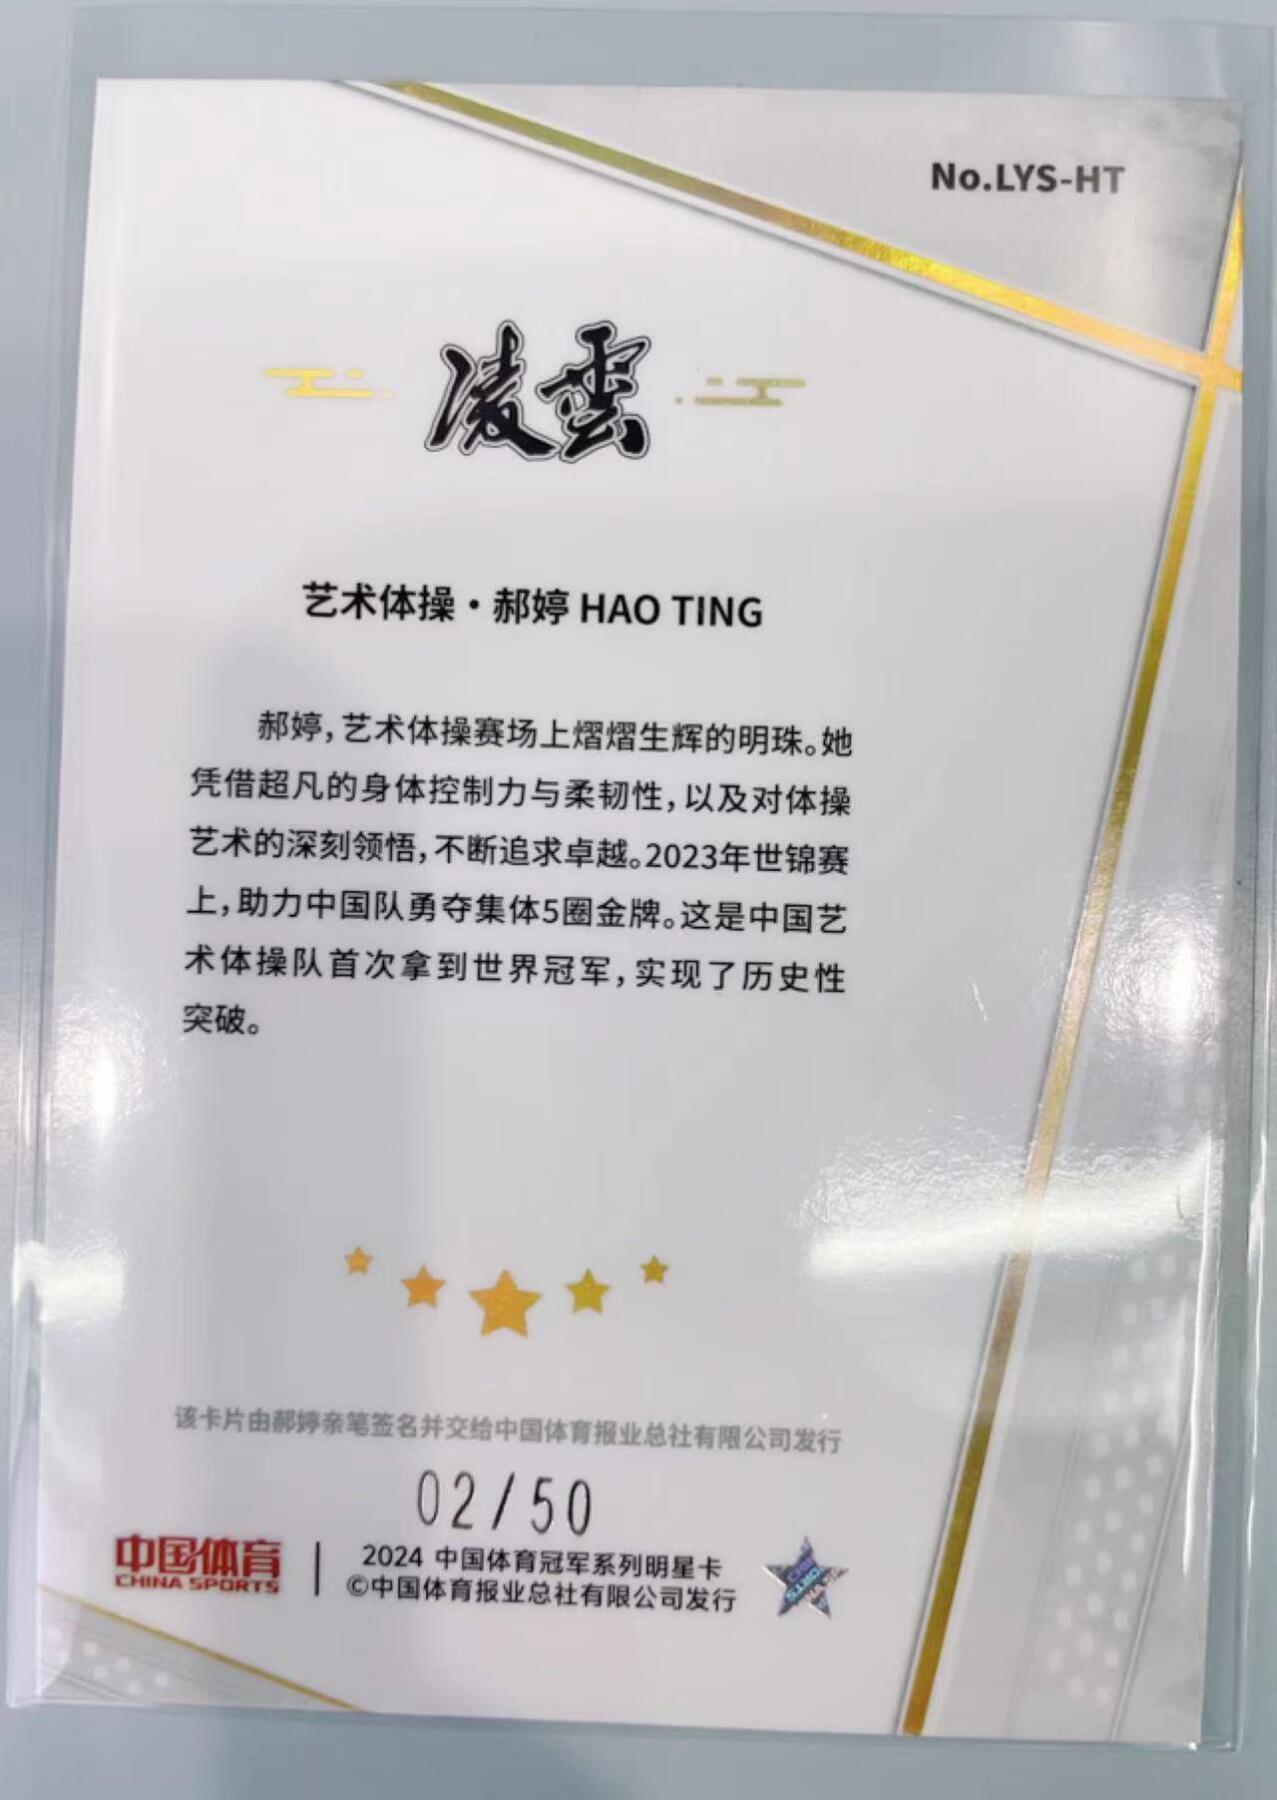 No.LYS-HT
凌雲
艺术体操·郝婷 HAO TING
郝婷，艺术体操赛场上熠熠生辉的明珠。她
凭借超凡的身体控制力与柔韧性，以及对体操
艺术的深刻领悟，不断追求卓越。2023年世锦赛
上，助力中国队勇夺集体5圈金牌。这是中国艺
术体操队首次拿到世界冠军，实现了历史性
突破。
该卡片由郝婷亲笔签名并交给中国体育报业总社有限公司发行
02/50
中国体育
CHINA SPORTS
2024 中国体育冠军系列明星卡
©中国体育报业总社有限公司发行